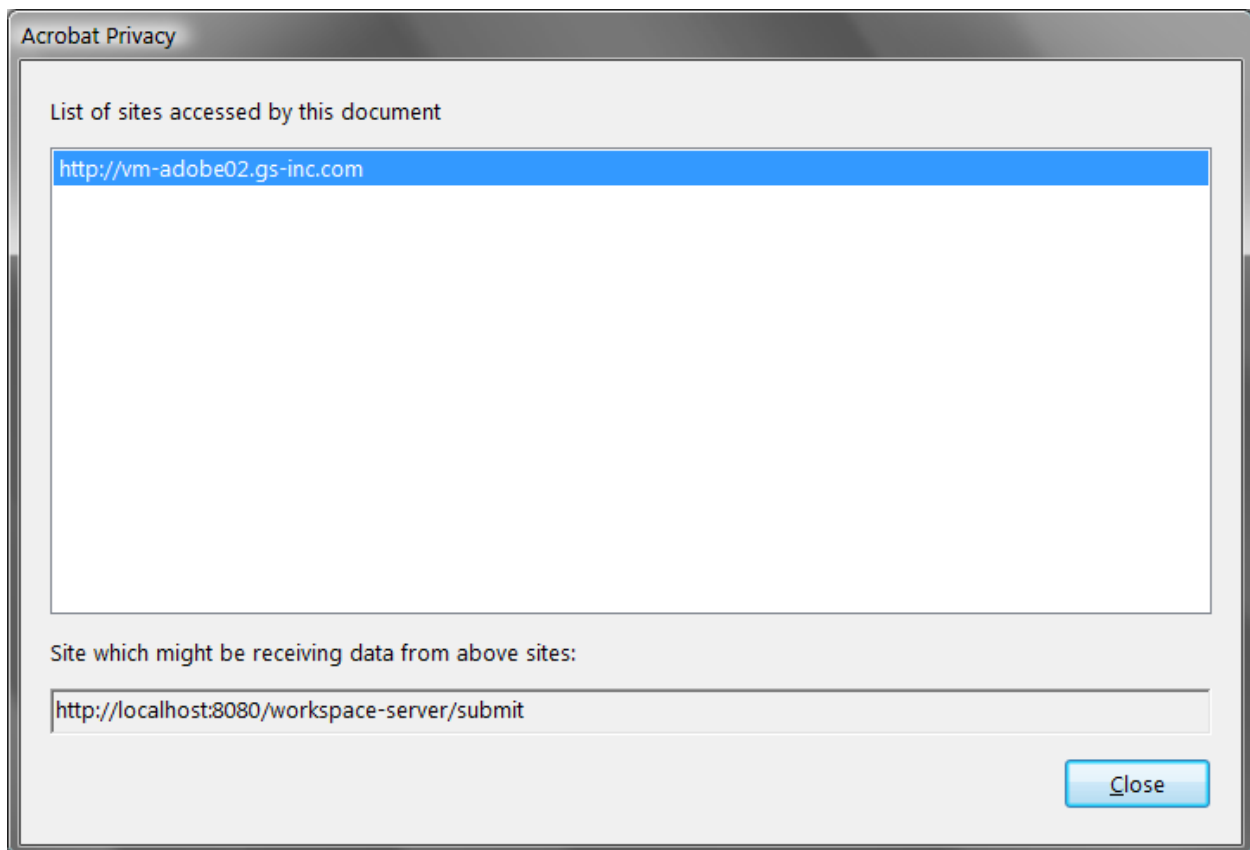 Acrobat Privacy
List of sites accessed by this document
http://vm-adobe02.gs-inc.com
Site which might be receiving data from above sites:
http://localhost:8080/workspace-server/submit
Close